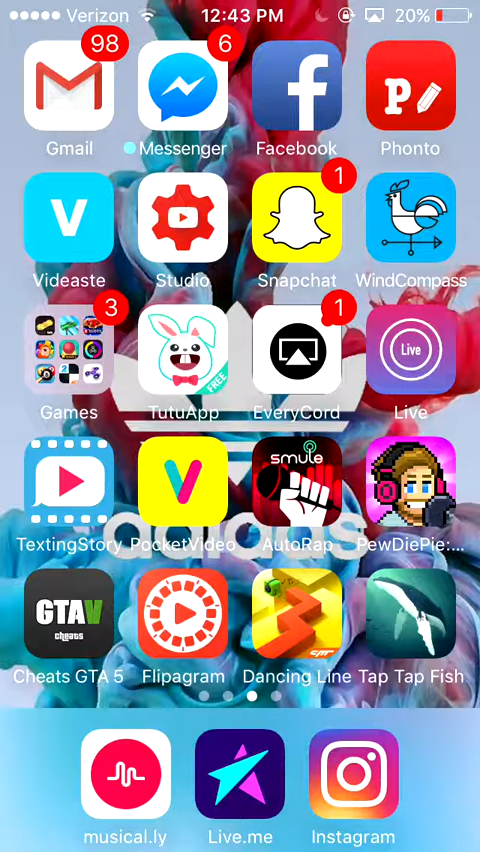 Verizon 12:43 PM 20%
98 6
Gmail Messenger Facebook Phonto
P
V 1
Videaste Studio Snapchat WindCompass
3 1
Live
FREE
Games TutuApp EveryCord Live
smule
adidas
TextingStory PocketVideo AutoRap PewDiePie:...
GTAV
cheats
Cheats GTA 5 Flipagram Dancing Line Tap Tap Fish
musical.ly Live.me Instagram